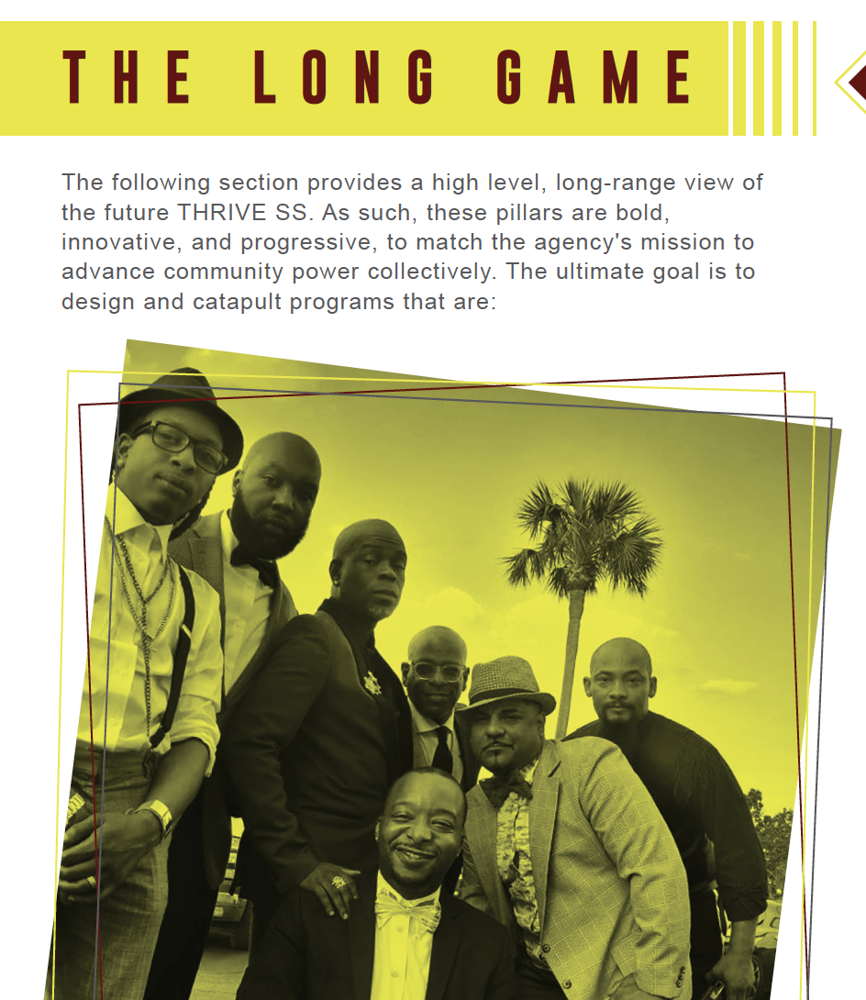 THE LONG GAME
The following section provides a high level, long-range view of
the future THRIVE SS. As such, these pillars are bold,
innovative, and progressive, to match the agency's mission to
advance community power collectively. The ultimate goal is to
design and catapult programs that are: